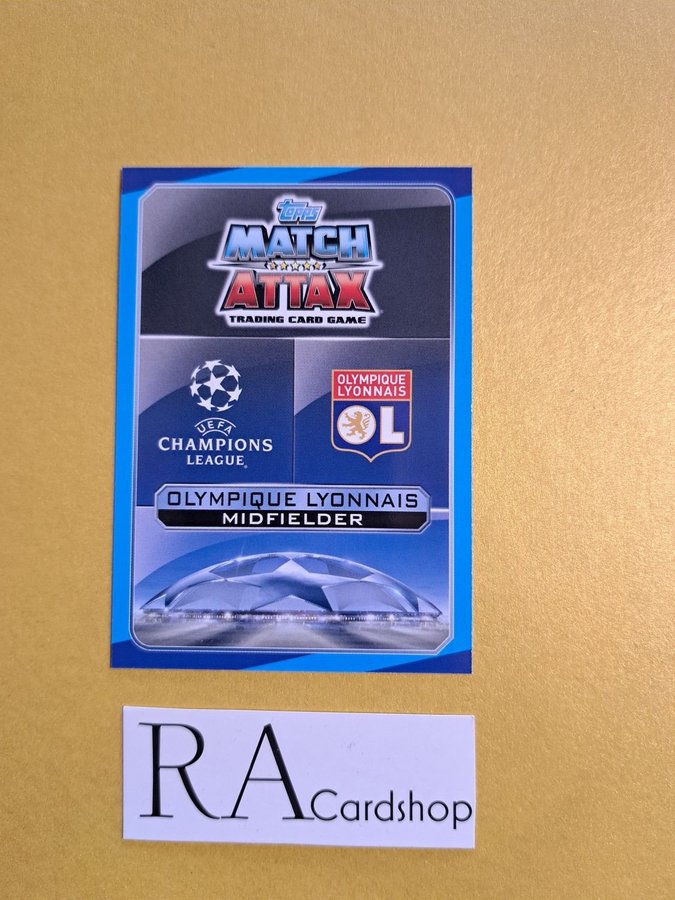 Topps
MATCH
ATTAX
TRADING CARD GAME
UEFA
CHAMPIONS
LEAGUE
OLYMPIQUE
LYONNAIS
OL
OLYMPIQUE LYONNAIS
MIDFIELDER
RA Cardshop